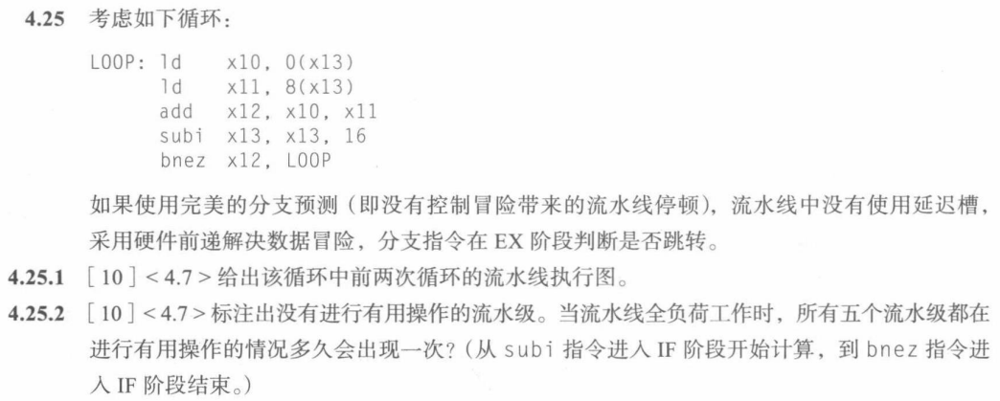 4.25 考虑如下循环：
LOOP: ld x10, 0(x13)
ld x11, 8(x13)
add x12, x10, x11
subi x13, x13, 16
bnez x12, LOOP
如果使用完美的分支预测（即没有控制冒险带来的流水线停顿），流水线中没有使用延迟槽，
采用硬件前递解决数据冒险，分支指令在 EX 阶段判断是否跳转。
4.25.1 ［10］<4.7> 给出该循环中前两次循环的流水线执行图。
4.25.2 ［10］<4.7> 标注出没有进行有用操作的流水级。当流水线全负荷工作时，所有五个流水级都在
进行有用操作的情况多久会出现一次？（从 subi 指令进入 IF 阶段开始计算，到 bnez 指令进
入 IF 阶段结束。）